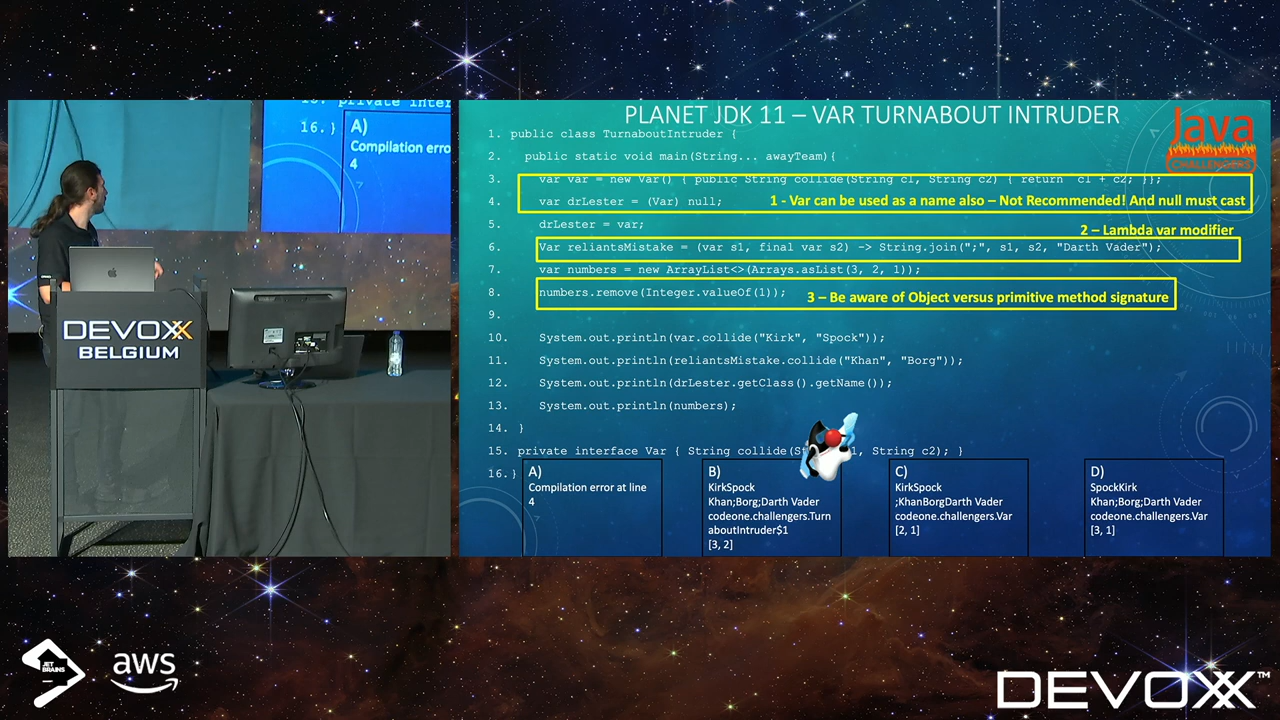 16.}
A)
Compilation erro
4
DEVOXX
BELGIUM
PLANET JDK 11 – VAR TURNABOUT INTRUDER
Java
CHALLENGERS
1. public class TurnaboutIntruder {
2. public static void main(String... awayTeam){
3. var var = new Var() { public String collide(String c1, String c2) { return c1 + c2; }};
4. var drLester = (Var) null;
1 - Var can be used as a name also – Not Recommended! And null must cast
5. drLester = var;
2 – Lambda var modifier
6. Var reliantsMistake = (var s1, final var s2) -> String.join(";", s1, s2, "Darth Vader");
7. var numbers = new ArrayList<>(Arrays.asList(3, 2, 1));
8. numbers.remove(Integer.valueOf(1));
3 – Be aware of Object versus primitive method signature
9.
10. System.out.println(var.collide("Kirk", "Spock"));
11. System.out.println(reliantsMistake.collide("Khan", "Borg"));
12. System.out.println(drLester.getClass().getName());
13. System.out.println(numbers);
14. }
15. private interface Var { String collide(St 1, String c2); }
16.}
A)
Compilation error at line
4
B)
KirkSpock
Khan;Borg;Darth Vader
codeone.challengers.Turn
aboutIntruder$1
[3, 2]
C)
KirkSpock
;KhanBorgDarth Vader
codeone.challengers.Var
[2, 1]
D)
SpockKirk
Khan;Borg;Darth Vader
codeone.challengers.Var
[3, 1]
JET
BRAINS
aws
DEVOXX™